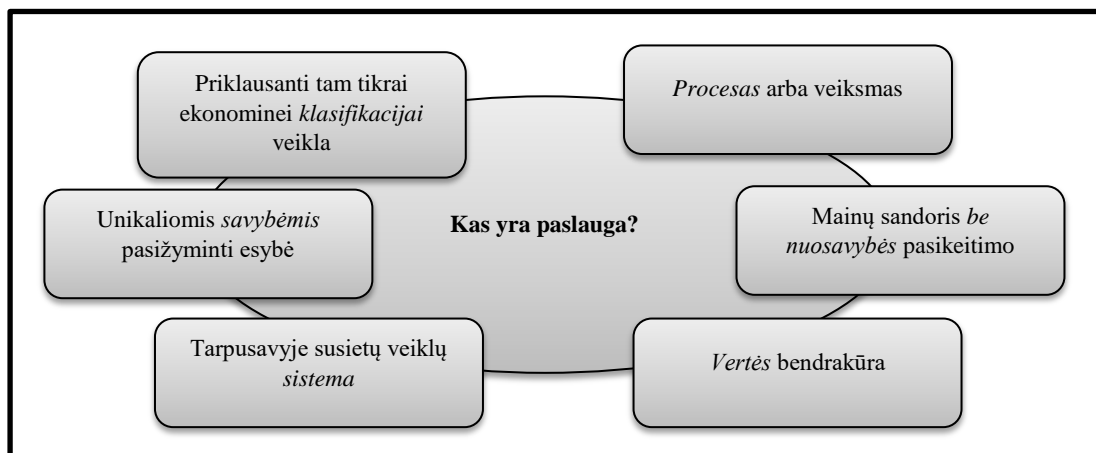 Priklausanti tam tikrai
ekonominei klasifikacijai
veikla
Procesas arba veiksmas
Unikaliomis savybėmis
pasižyminti esybė
Kas yra paslauga?
Mainų sandoris be
nuosavybės pasikeitimo
Tarpusavyje susietų veiklų
sistema
Vertės bendrakūra